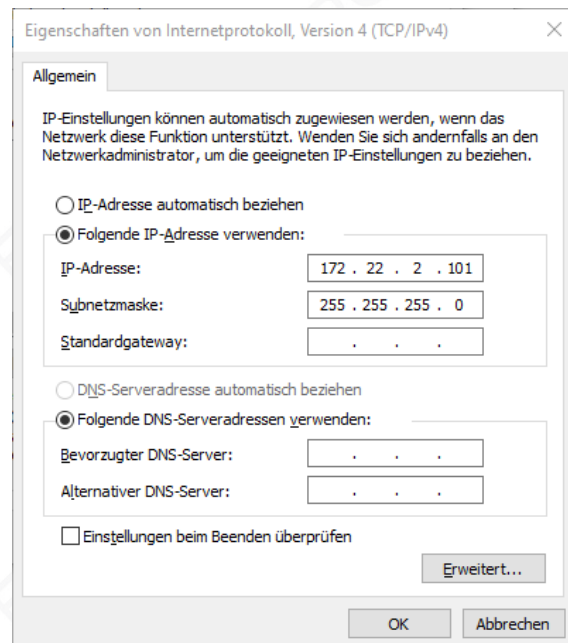 Eigenschaften von Internetprotokoll, Version 4 (TCP/IPv4)
Allgemein
IP-Einstellungen können automatisch zugewiesen werden, wenn das
Netzwerk diese Funktion unterstützt. Wenden Sie sich andernfalls an den
Netzwerkadministrator, um die geeigneten IP-Einstellungen zu beziehen.
IP-Adresse automatisch beziehen
Folgende IP-Adresse verwenden:
IP-Adresse: 172 . 22 . 2 . 101
Subnetzmaske: 255 . 255 . 255 . 0
Standardgateway: . . .
DNS-Serveradresse automatisch beziehen
Folgende DNS-Serveradressen verwenden:
Bevorzugter DNS-Server: . . .
Alternativer DNS-Server: . . .
Einstellungen beim Beenden überprüfen
Erweitert...
OK Abbrechen